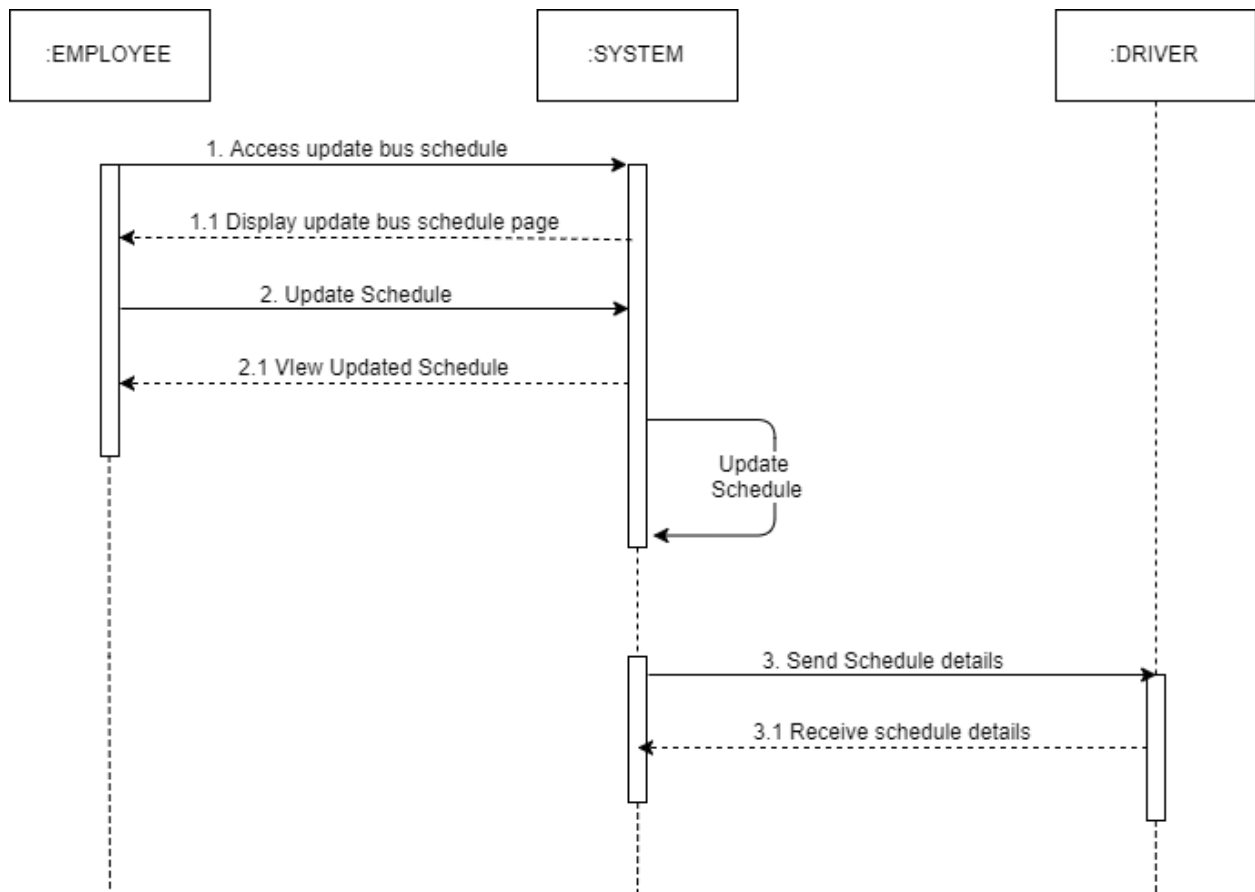 :EMPLOYEE
:SYSTEM
:DRIVER
1. Access update bus schedule
1.1 Display update bus schedule page
2. Update Schedule
2.1 VIew Updated Schedule
Update
Schedule
3. Send Schedule details
3.1 Receive schedule details